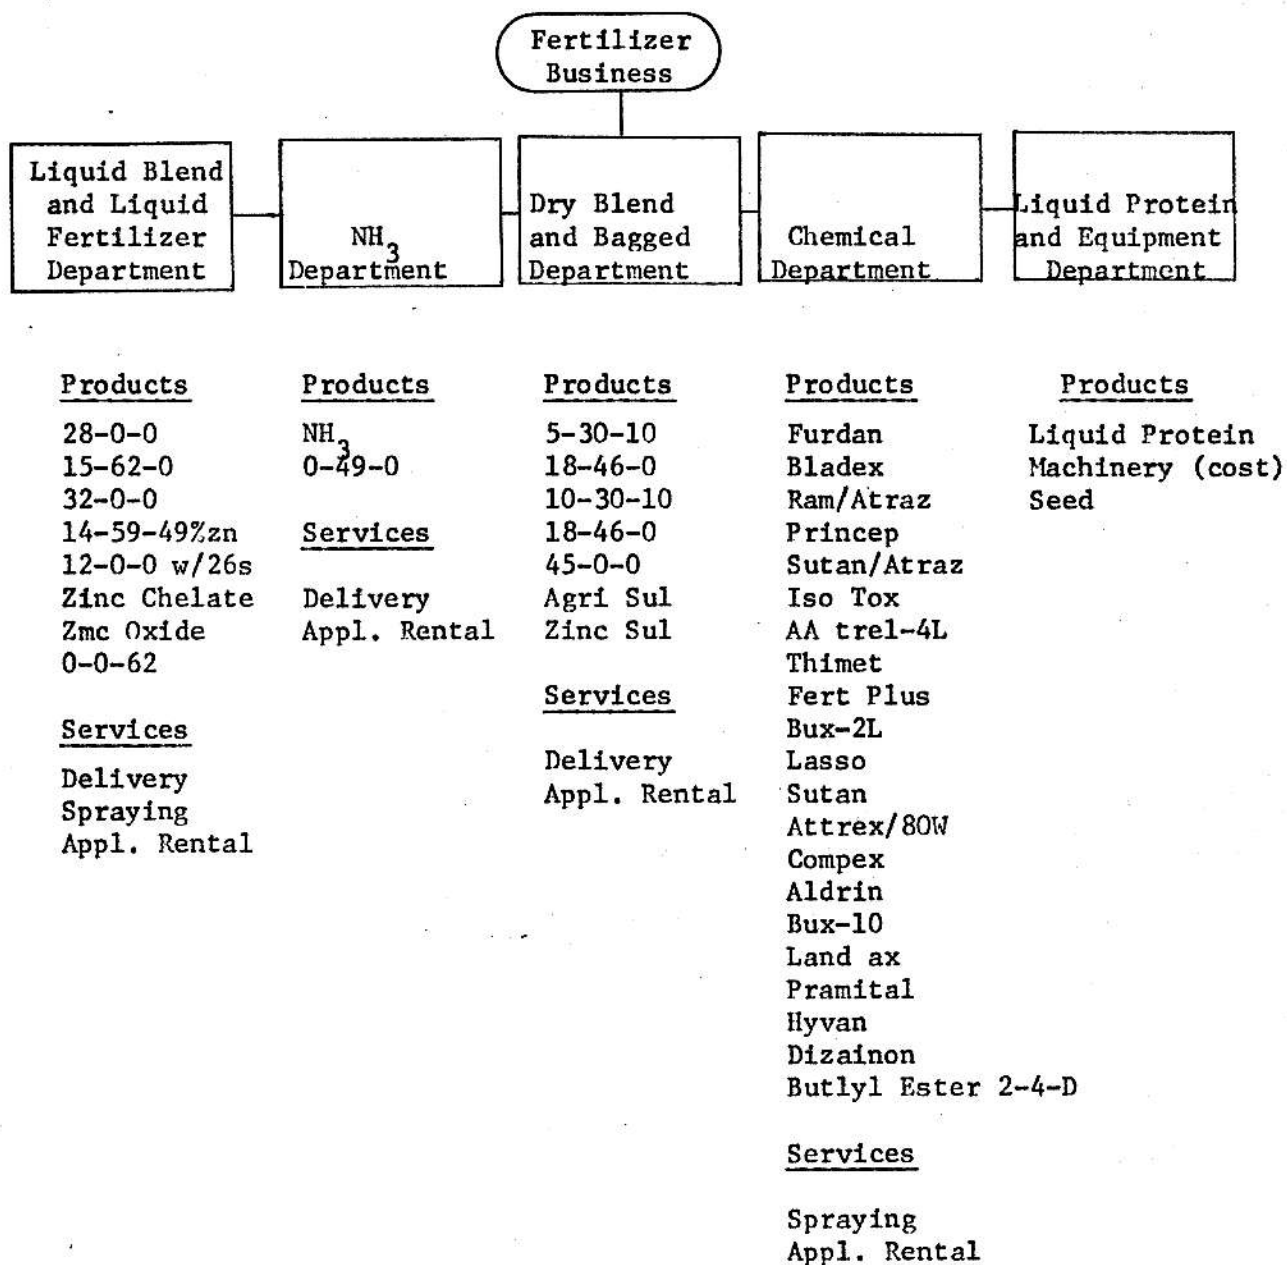 Fertilizer
Business
Liquid Blend
and Liquid
Fertilizer
Department
NH3
Department
Dry Blend
and Bagged
Department
Chemical
Department
Liquid Protein
and Equipment
Department
Products
28-0-0
15-62-0
32-0-0
14-59-49%zn
12-0-0 w/26s
Zinc Chelate
Zmc Oxide
0-0-62
Services
Delivery
Spraying
Appl. Rental
Products
NH3
0-49-0
Services
Delivery
Appl. Rental
Products
5-30-10
18-46-0
10-30-10
18-46-0
45-0-0
Agri Sul
Zinc Sul
Services
Delivery
Appl. Rental
Products
Furdan
Bladex
Ram/Atraz
Princep
Sutan/Atraz
Iso Tox
AA trel-4L
Thimet
Fert Plus
Bux-2L
Lasso
Sutan
Attrex/80W
Compex
Aldrin
Bux-10
Land ax
Pramital
Hyvan
Dizainon
Butlyl Ester 2-4-D
Services
Spraying
Appl. Rental
Products
Liquid Protein
Machinery (cost)
Seed